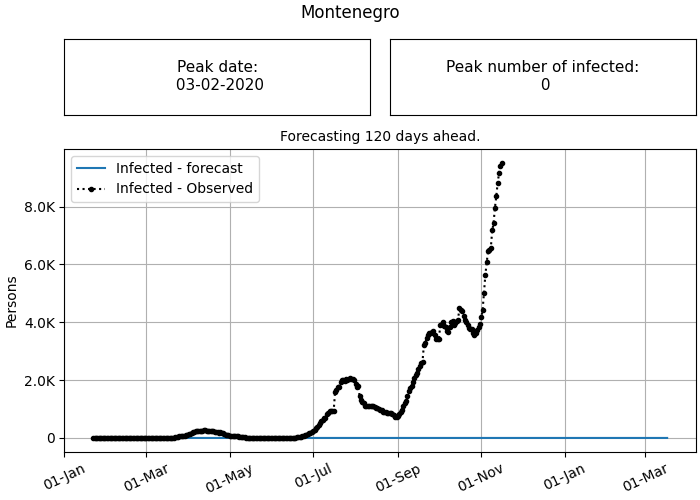 Montenegro
Peak date:
03-02-2020
Peak number of infected:
0
Forecasting 120 days ahead.
Infected - forecast
Infected - Observed
8.0K
6.0K
4.0K
2.0K
0
Persons
01-Jan
01-Mar
01-May
01-Jul
01-Sep
01-Nov
01-Jan
01-Mar